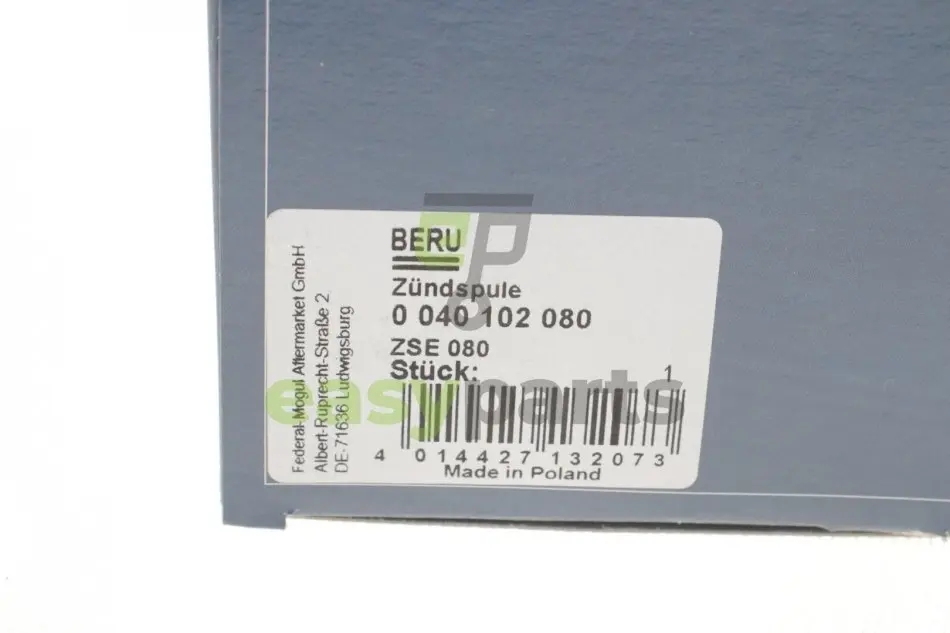 BERU
Zündspule
0 040 102 080
ZSE 080
Stück: 1
4 014427 132073
Made in Poland
Federal-Mogul Aftermarket GmbH
Albert-Ruprecht-Straße 2
DE-71636 Ludwigsburg
easyparts